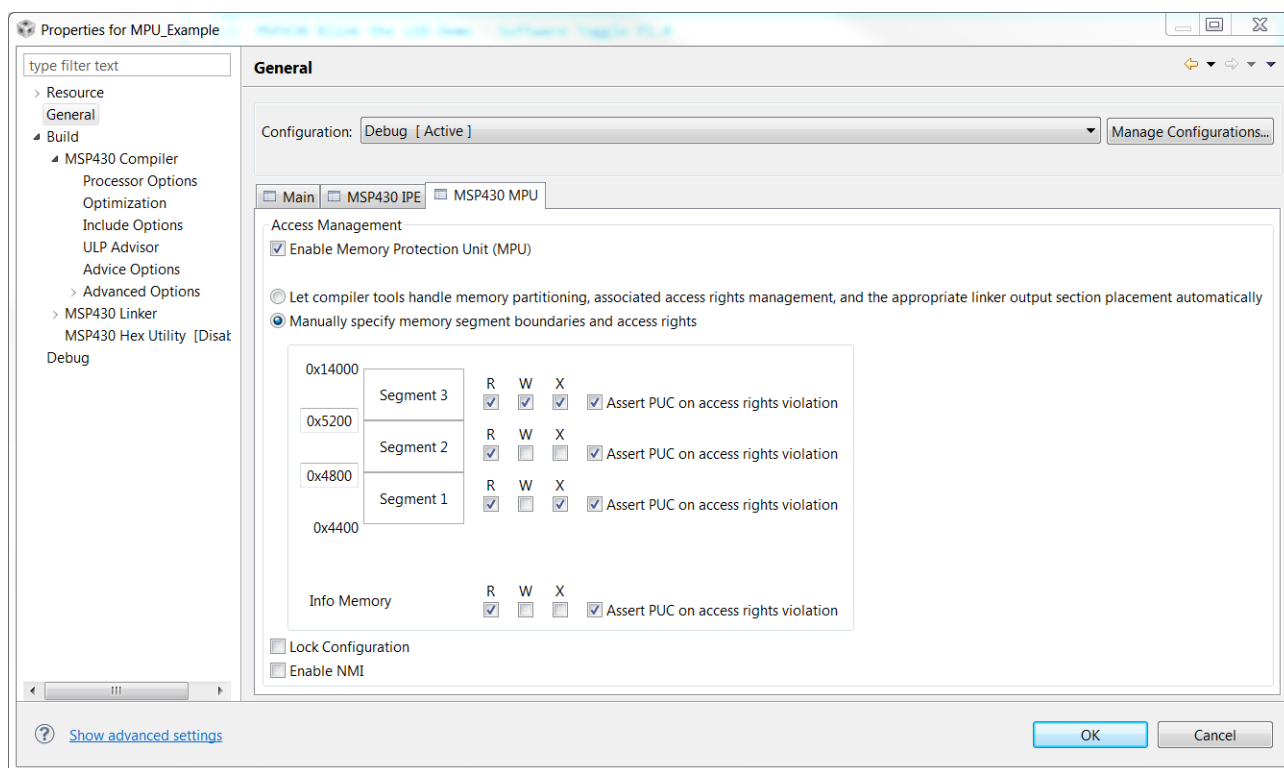 Properties for MPU_Example
type filter text
General
Resource
General
Build
MSP430 Compiler
Processor Options
Optimization
Include Options
ULP Advisor
Advice Options
Advanced Options
MSP430 Linker
MSP430 Hex Utility [Disab
Debug
Configuration: Debug [ Active ]
Manage Configurations...
Main
MSP430 IPE
MSP430 MPU
Access Management
Enable Memory Protection Unit (MPU)
Let compiler tools handle memory partitioning, associated access rights management, and the appropriate linker output section placement automatically
Manually specify memory segment boundaries and access rights
0x14000
Segment 3
R W X
Assert PUC on access rights violation
0x5200
Segment 2
R W X
Assert PUC on access rights violation
0x4800
Segment 1
R W X
Assert PUC on access rights violation
0x4400
Info Memory
R W X
Assert PUC on access rights violation
Lock Configuration
Enable NMI
Show advanced settings
OK
Cancel